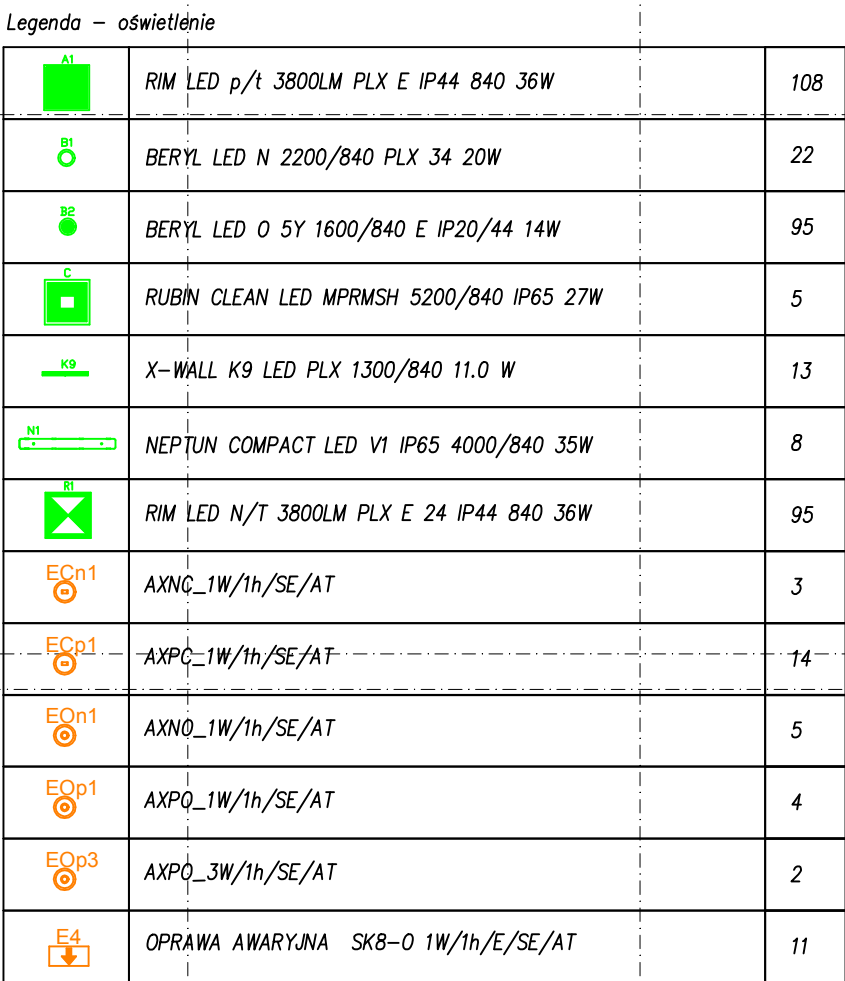 Legenda – oświetlenie
A1 RIM LED p/t 3800LM PLX E IP44 840 36W 108
B1 BERYL LED N 2200/840 PLX 34 20W 22
B2 BERYL LED O 5Y 1600/840 E IP20/44 14W 95
C RUBIN CLEAN LED MPRMSH 5200/840 IP65 27W 5
K9 X-WALL K9 LED PLX 1300/840 11.0 W 13
N1 NEPTUN COMPACT LED V1 IP65 4000/840 35W 8
R1 RIM LED N/T 3800LM PLX E 24 IP44 840 36W 95
ECn1 AXNC_1W/1h/SE/AT 3
ECp1 AXPC_1W/1h/SE/AT 14
EOn1 AXNO_1W/1h/SE/AT 5
EOp1 AXPO_1W/1h/SE/AT 4
EOp3 AXPO_3W/1h/SE/AT 2
E4 OPRAWA AWARYJNA SK8-O 1W/1h/E/SE/AT 11